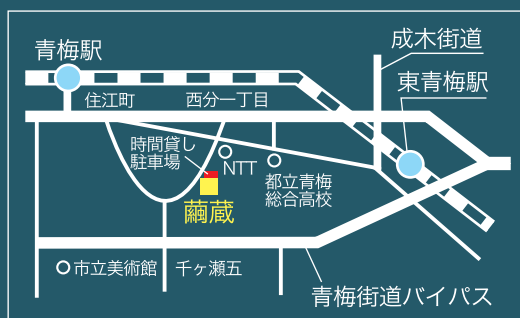 青梅駅
成木街道
東青梅駅
住江町
西分一丁目
時間貸し
駐車場
NTT
都立青梅
総合高校
繭蔵
市立美術館
千ヶ瀬五
青梅街道バイパス